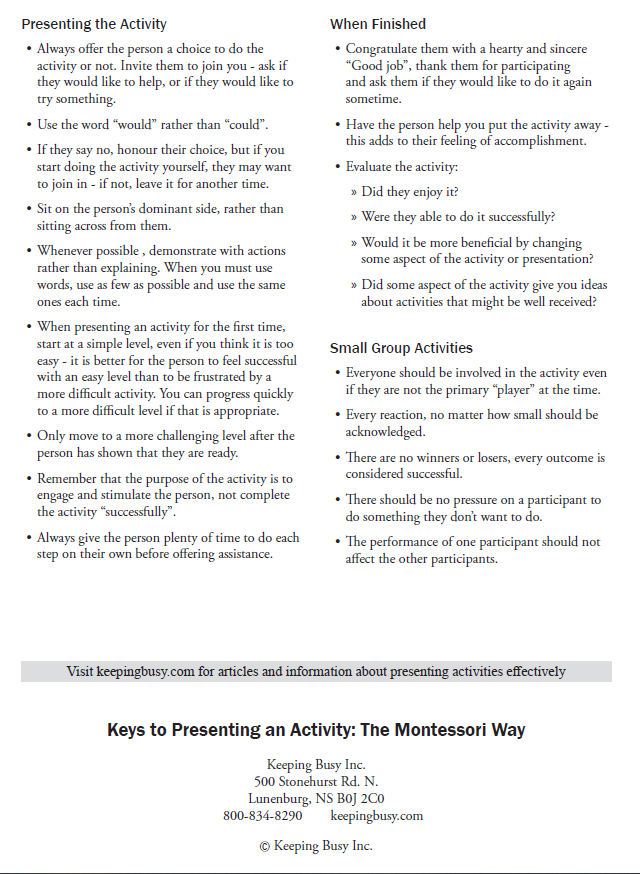 Presenting the Activity
• Always offer the person a choice to do the
activity or not. Invite them to join you - ask if
they would like to help, or if they would like to
try something.
• Use the word “would” rather than “could”.
• If they say no, honour their choice, but if you
start doing the activity yourself, they may want
to join in - if not, leave it for another time.
• Sit on the person’s dominant side, rather than
sitting across from them.
• Whenever possible , demonstrate with actions
rather than explaining. When you must use
words, use as few as possible and use the same
ones each time.
• When presenting an activity for the first time,
start at a simple level, even if you think it is too
easy - it is better for the person to feel successful
with an easy level than to be frustrated by a
more difficult activity. You can progress quickly
to a more difficult level if that is appropriate.
• Only move to a more challenging level after the
person has shown that they are ready.
• Remember that the purpose of the activity is to
engage and stimulate the person, not complete
the activity “successfully”.
• Always give the person plenty of time to do each
step on their own before offering assistance.
When Finished
• Congratulate them with a hearty and sincere
“Good job”, thank them for participating
and ask them if they would like to do it again
sometime.
• Have the person help you put the activity away -
this adds to their feeling of accomplishment.
• Evaluate the activity:
» Did they enjoy it?
» Were they able to do it successfully?
» Would it be more beneficial by changing
some aspect of the activity or presentation?
» Did some aspect of the activity give you ideas
about activities that might be well received?
Small Group Activities
• Everyone should be involved in the activity even
if they are not the primary “player” at the time.
• Every reaction, no matter how small should be
acknowledged.
• There are no winners or losers, every outcome is
considered successful.
• There should be no pressure on a participant to
do something they don’t want to do.
• The performance of one participant should not
affect the other participants.
Visit keepingbusy.com for articles and information about presenting activities effectively
Keys to Presenting an Activity: The Montessori Way
Keeping Busy Inc.
500 Stonehurst Rd. N.
Lunenburg, NS B0J 2C0
800-834-8290 keepingbusy.com
© Keeping Busy Inc.